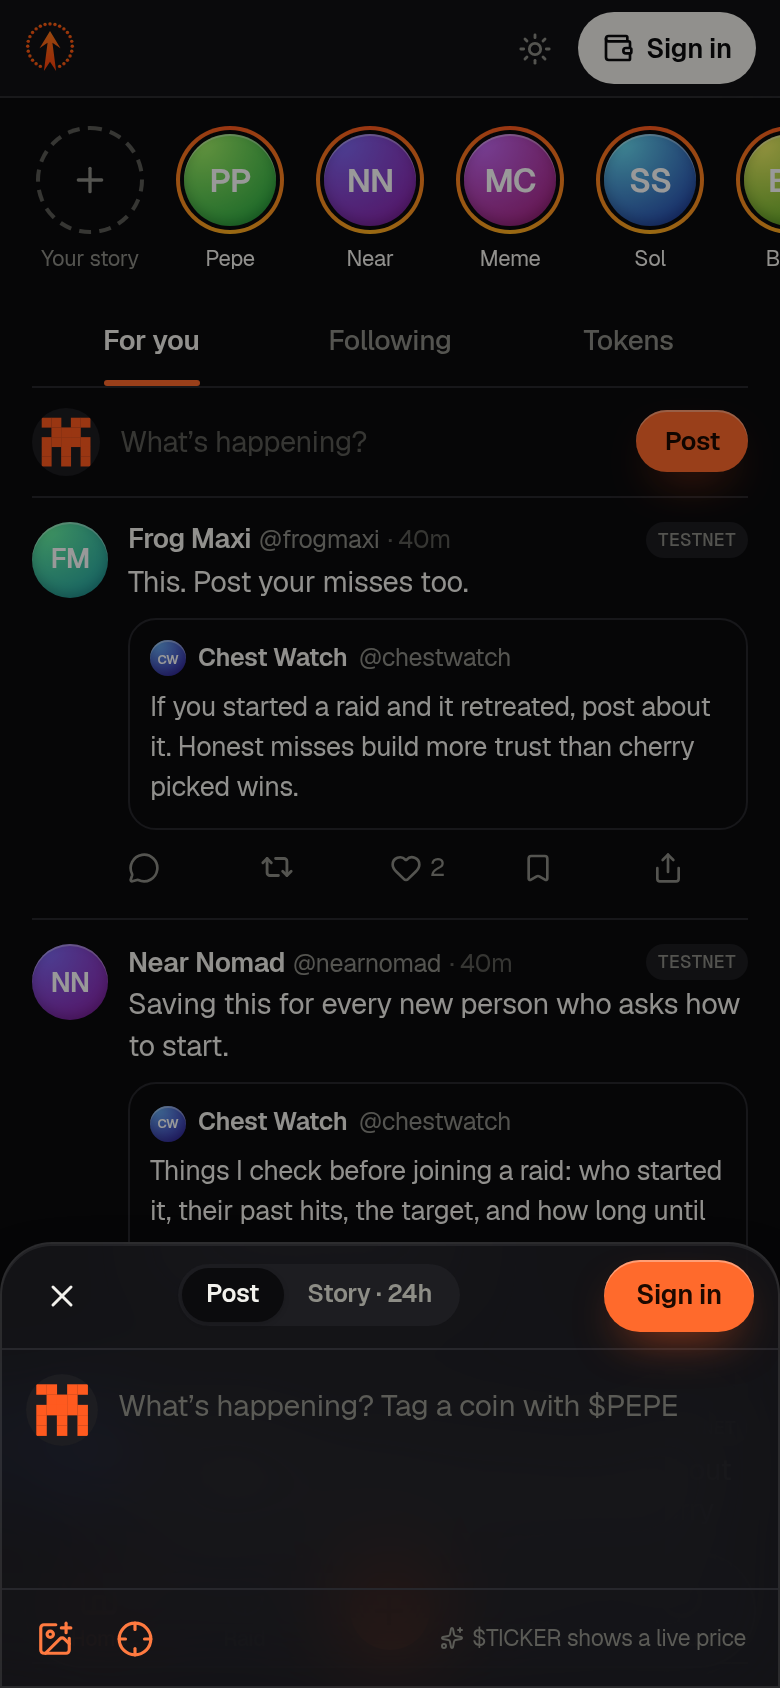 Sign in
PP
NN
MC
SS
Your story
Pepe
Near
Meme
Sol
For you
Following
Tokens
What's happening?
Post
FM
Frog Maxi @frogmaxi · 40m
TESTNET
This. Post your misses too.
CW
Chest Watch @chestwatch
If you started a raid and it retreated, post about
it. Honest misses build more trust than cherry
picked wins.
2
NN
Near Nomad @nearnomad · 40m
TESTNET
Saving this for every new person who asks how
to start.
CW
Chest Watch @chestwatch
Things I check before joining a raid: who started
it, their past hits, the target, and how long until
Post
Story · 24h
Sign in
What's happening? Tag a coin with $PEPE
$TICKER shows a live price